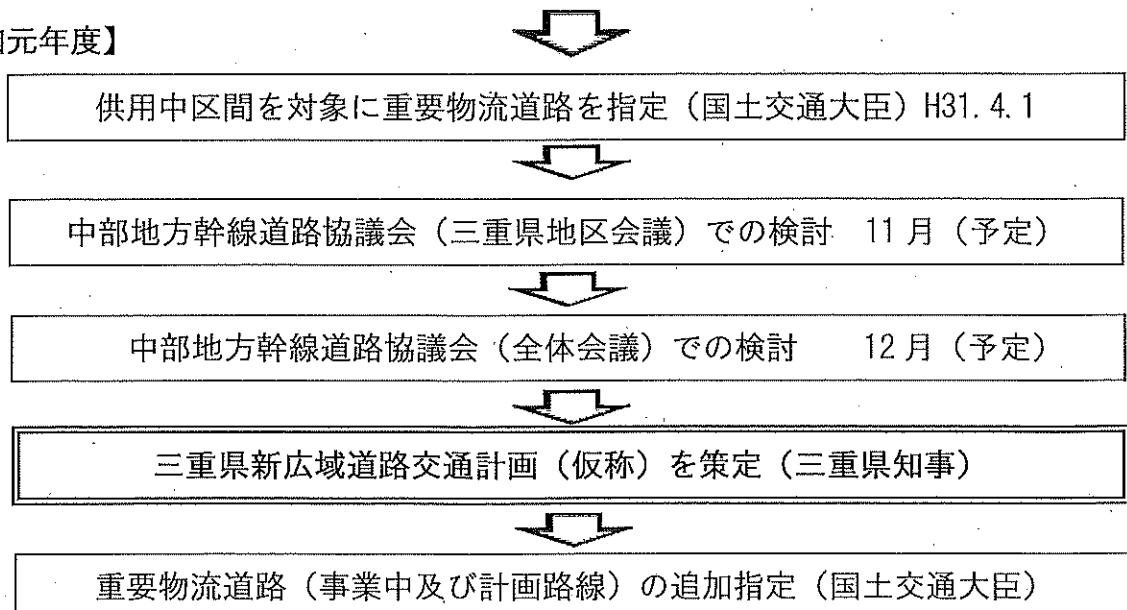 元年度】
供用中区間を対象に重要物流道路を指定（国土交通大臣）H31.4.1
中部地方幹線道路協議会（三重県地区会議）での検討　11月（予定）
中部地方幹線道路協議会（全体会議）での検討　　12月（予定）
三重県新広域道路交通計画（仮称）を策定（三重県知事）
重要物流道路（事業中及び計画路線）の追加指定（国土交通大臣）